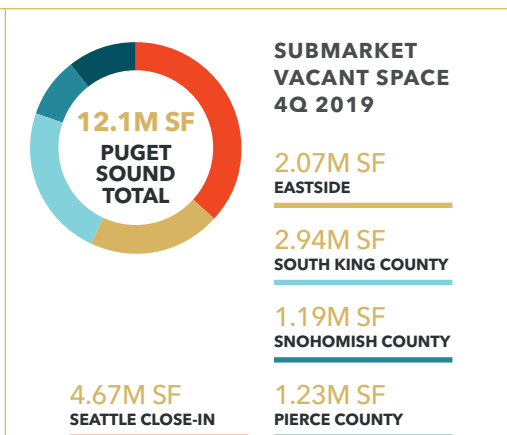 12.1M SF
PUGET
SOUND
TOTAL
SUBMARKET
VACANT SPACE
4Q 2019
2.07M SF
EASTSIDE
2.94M SF
SOUTH KING COUNTY
1.19M SF
SNOHOMISH COUNTY
4.67M SF
SEATTLE CLOSE-IN
1.23M SF
PIERCE COUNTY